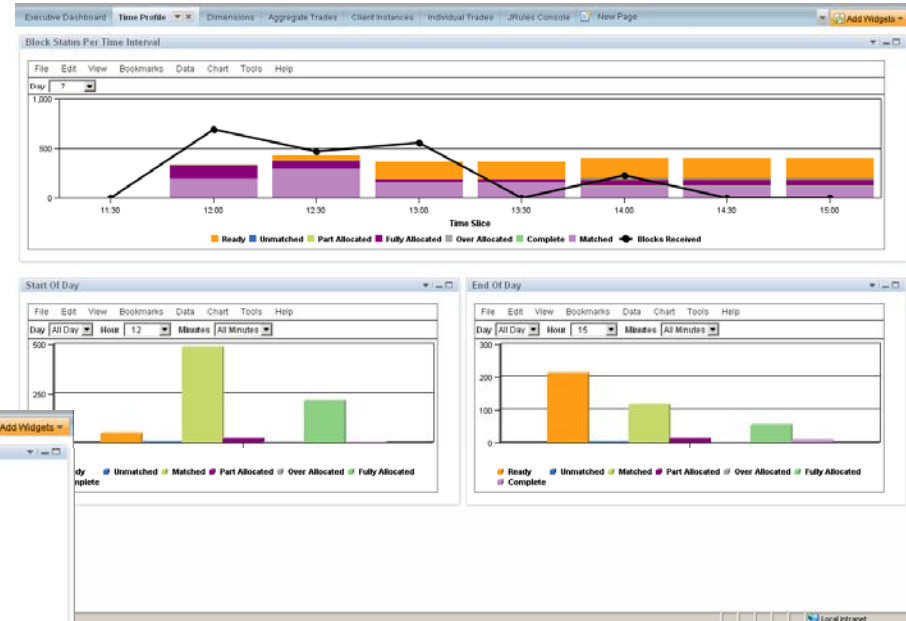 Executive Dashboard Time Profile Dimensions Aggregate Trades Client Instances Individual Trades JRules Console New Page Add Widgets
Block Status Per Time Interval
File Edit View Bookmarks Data Chart Tools Help
Day 7
1,000
500
0
11:30 12:00 12:30 13:00 13:30 14:00 14:30 15:00
Time Slice
Ready Unmatched Part Allocated Fully Allocated Over Allocated Complete Matched Blocks Received
Start Of Day
File Edit View Bookmarks Data Chart Tools Help
Day All Day Hour 12 Minutes All Minutes
500
250
dy Unmatched Matched Part Allocated Over Allocated Fully Allocated
mplete
End Of Day
File Edit View Bookmarks Data Chart Tools Help
Day All Day Hour 15 Minutes All Minutes
300
200
100
0
Ready Unmatched Matched Part Allocated Over Allocated Fully Allocated
Complete
Add Widgets
Local intranet